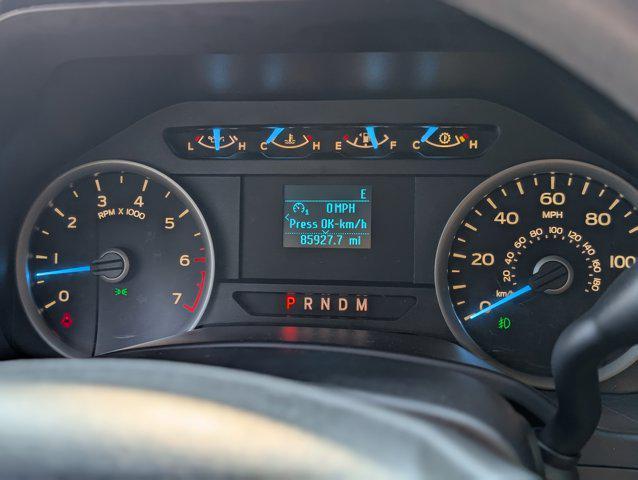 L H C H E F C H
E
0 MPH
Press OK-km/h
85927.7 mi
P R N D M
RPM X 1000
0 1 2 3 4 5 6 7
MPH
0 20 40 60 80 100
km/h
20 40 60 80 100 120 140 160 180